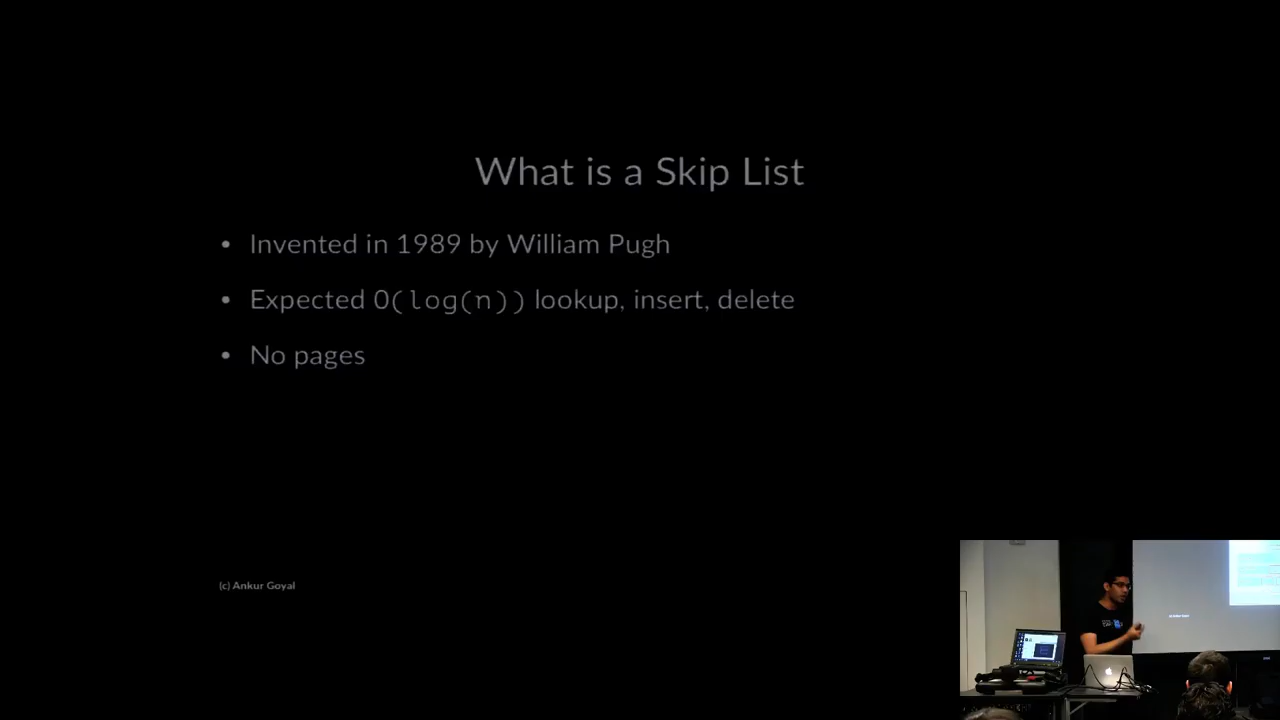 What is a Skip List
• Invented in 1989 by William Pugh
• Expected O(log(n)) lookup, insert, delete
• No pages
(c) Ankur Goyal